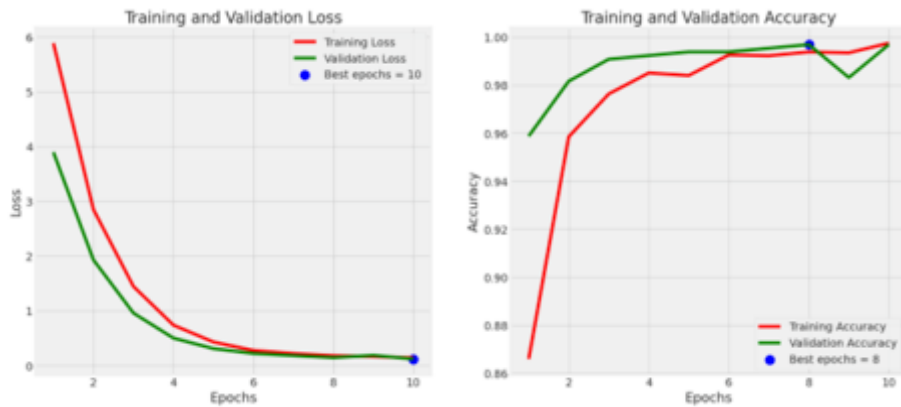 Training and Validation Loss
6
5
4
3
2
1
0
Loss
2
4
6
8
10
Epochs
Training Loss
Validation Loss
Best epochs = 10
Training and Validation Accuracy
1.00
0.98
0.96
0.94
0.92
0.90
0.88
0.86
Accuracy
2
4
6
8
10
Epochs
Training Accuracy
Validation Accuracy
Best epochs = 8